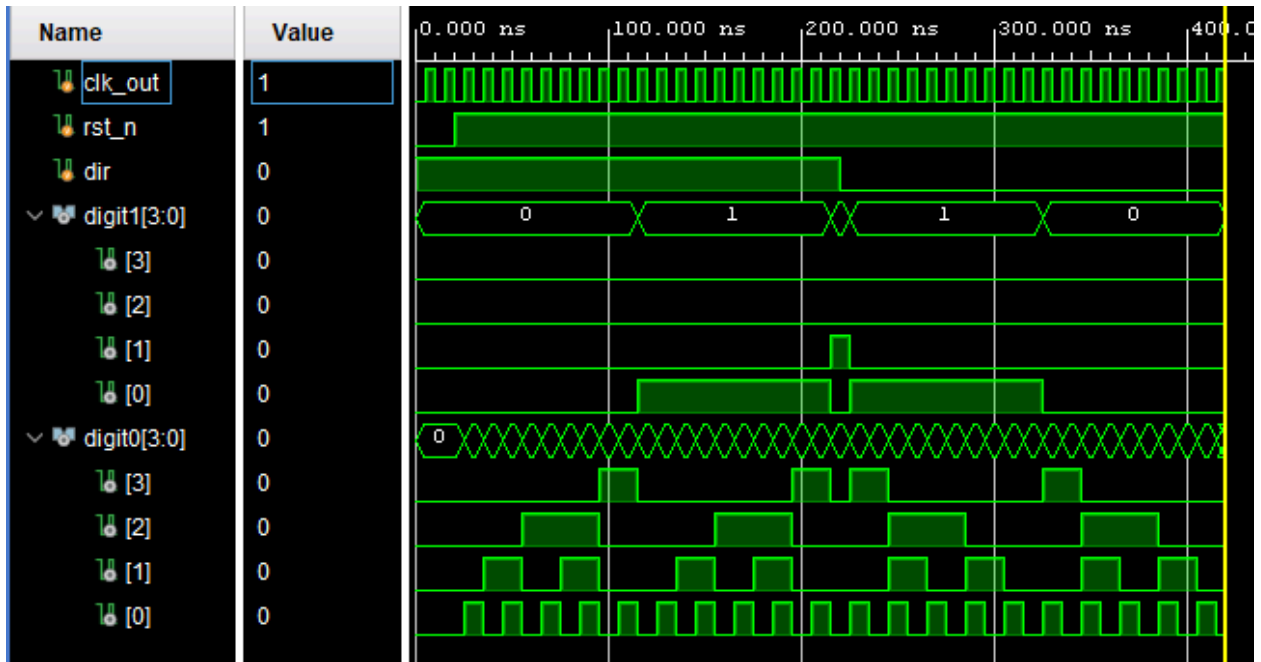 Name Value 0.000 ns 100.000 ns 200.000 ns 300.000 ns 400.0
clk_out 1
rst_n 1
dir 0
digit1[3:0] 0 0 1 1 0
[3] 0
[2] 0
[1] 0
[0] 0
digit0[3:0] 0 0
[3] 0
[2] 0
[1] 0
[0] 0